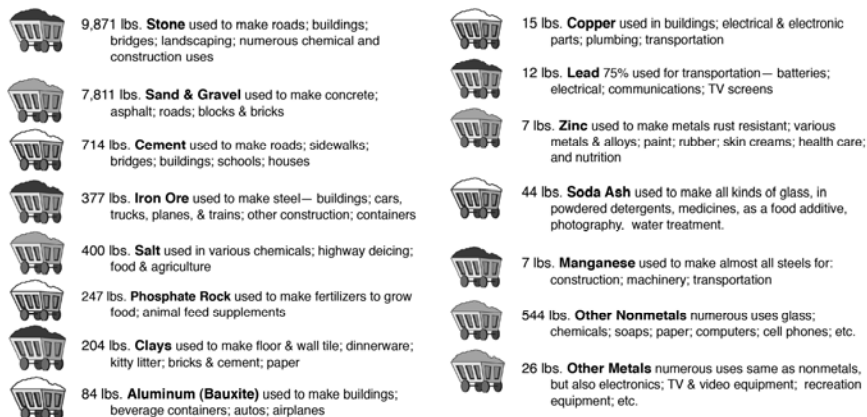 9,871 lbs. Stone used to make roads; buildings;
bridges; landscaping; numerous chemical and
construction uses
7,811 lbs. Sand & Gravel used to make concrete;
asphalt; roads; blocks & bricks
714 lbs. Cement used to make roads; sidewalks;
bridges; buildings; schools; houses
377 lbs. Iron Ore used to make steel— buildings; cars,
trucks, planes, & trains; other construction; containers
400 lbs. Salt used in various chemicals; highway deicing;
food & agriculture
247 lbs. Phosphate Rock used to make fertilizers to grow
food; animal feed supplements
204 lbs. Clays used to make floor & wall tile; dinnerware;
kitty litter; bricks & cement; paper
84 lbs. Aluminum (Bauxite) used to make buildings;
beverage containers; autos; airplanes
15 lbs. Copper used in buildings; electrical & electronic
parts; plumbing; transportation
12 lbs. Lead 75% used for transportation— batteries;
electrical; communications; TV screens
7 lbs. Zinc used to make metals rust resistant; various
metals & alloys; paint; rubber; skin creams; health care;
and nutrition
44 lbs. Soda Ash used to make all kinds of glass, in
powdered detergents, medicines, as a food additive,
photography, water treatment.
7 lbs. Manganese used to make almost all steels for:
construction; machinery; transportation
544 lbs. Other Nonmetals numerous uses glass;
chemicals; soaps; paper; computers; cell phones; etc.
26 lbs. Other Metals numerous uses same as nonmetals,
but also electronics; TV & video equipment; recreation
equipment; etc.